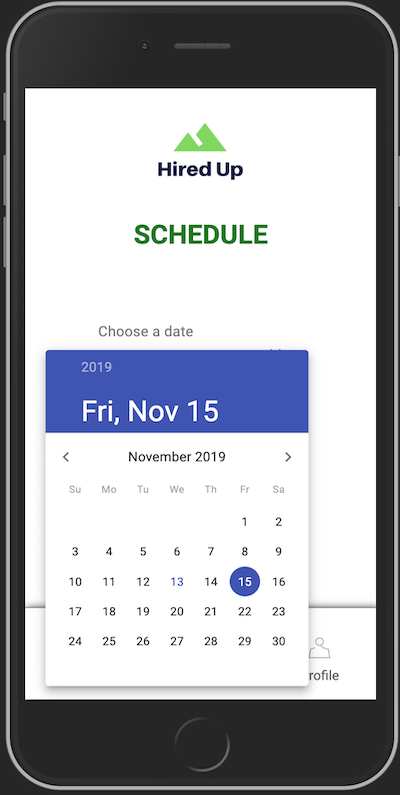 Hired Up
SCHEDULE
Choose a date
2019
Fri, Nov 15
November 2019
Su Mo Tu We Th Fr Sa
1 2
3 4 5 6 7 8 9
10 11 12 13 14 15 16
17 18 19 20 21 22 23
24 25 26 27 28 29 30
rofile